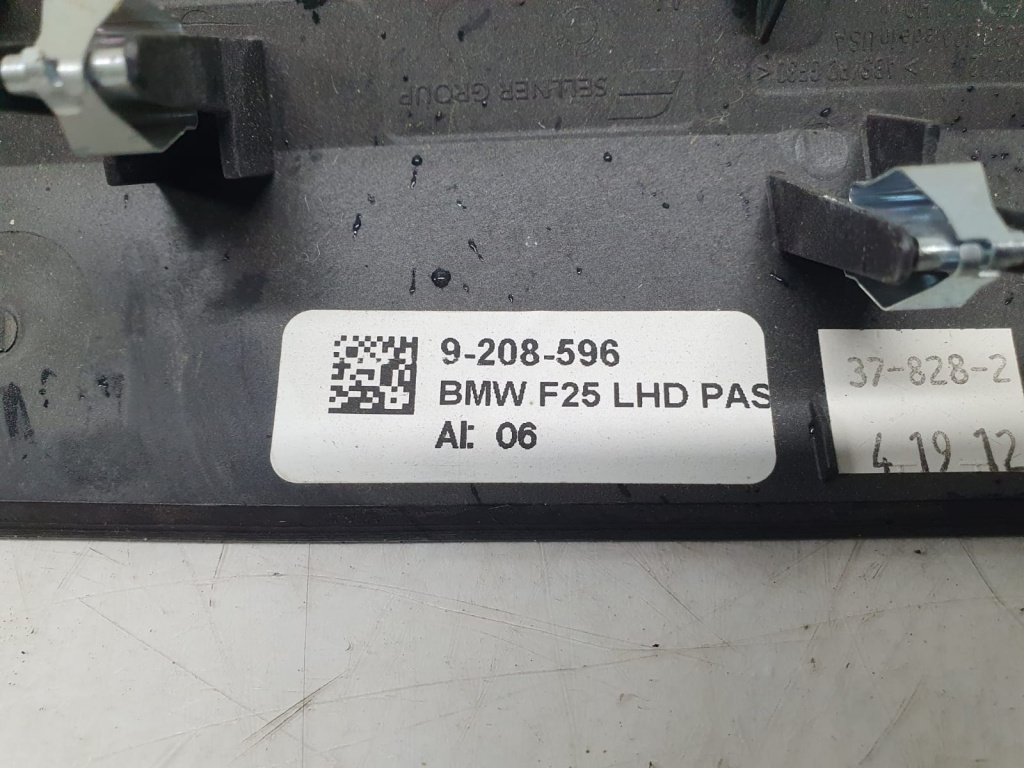 SELLNER GROUP
9-208-596
BMW F25 LHD PAS
AI: 06
37-828-2
4 19 12